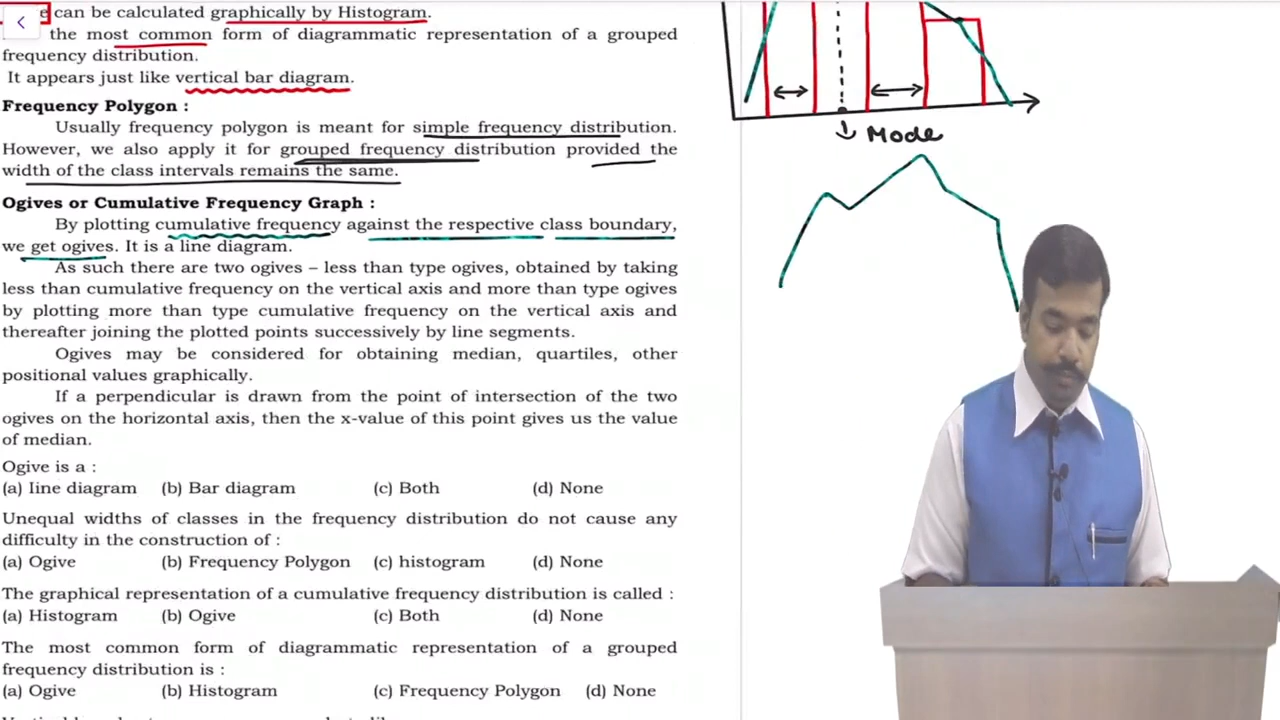 can be calculated graphically by Histogram.
the most common form of diagrammatic representation of a grouped
frequency distribution.
It appears just like vertical bar diagram.
Frequency Polygon :
Usually frequency polygon is meant for simple frequency distribution.
However, we also apply it for grouped frequency distribution provided the
width of the class intervals remains the same.
Mode
Ogives or Cumulative Frequency Graph :
By plotting cumulative frequency against the respective class boundary,
we get ogives. It is a line diagram.
As such there are two ogives – less than type ogives, obtained by taking
less than cumulative frequency on the vertical axis and more than type ogives
by plotting more than type cumulative frequency on the vertical axis and
thereafter joining the plotted points successively by line segments.
Ogives may be considered for obtaining median, quartiles, other
positional values graphically.
If a perpendicular is drawn from the point of intersection of the two
ogives on the horizontal axis, then the x-value of this point gives us the value
of median.
Ogive is a :
(a) line diagram (b) Bar diagram (c) Both (d) None
Unequal widths of classes in the frequency distribution do not cause any
difficulty in the construction of :
(a) Ogive (b) Frequency Polygon (c) histogram (d) None
The graphical representation of a cumulative frequency distribution is called :
(a) Histogram (b) Ogive (c) Both (d) None
The most common form of diagrammatic representation of a grouped
frequency distribution is :
(a) Ogive (b) Histogram (c) Frequency Polygon (d) None